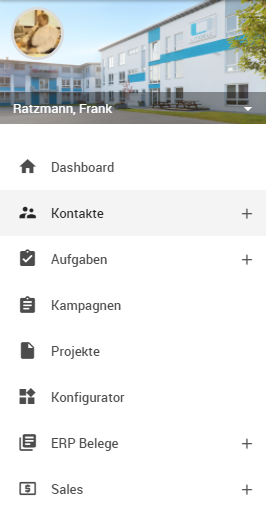 Ratzmann, Frank
Dashboard
Kontakte
Aufgaben
Kampagnen
Projekte
Konfigurator
ERP Belege
Sales